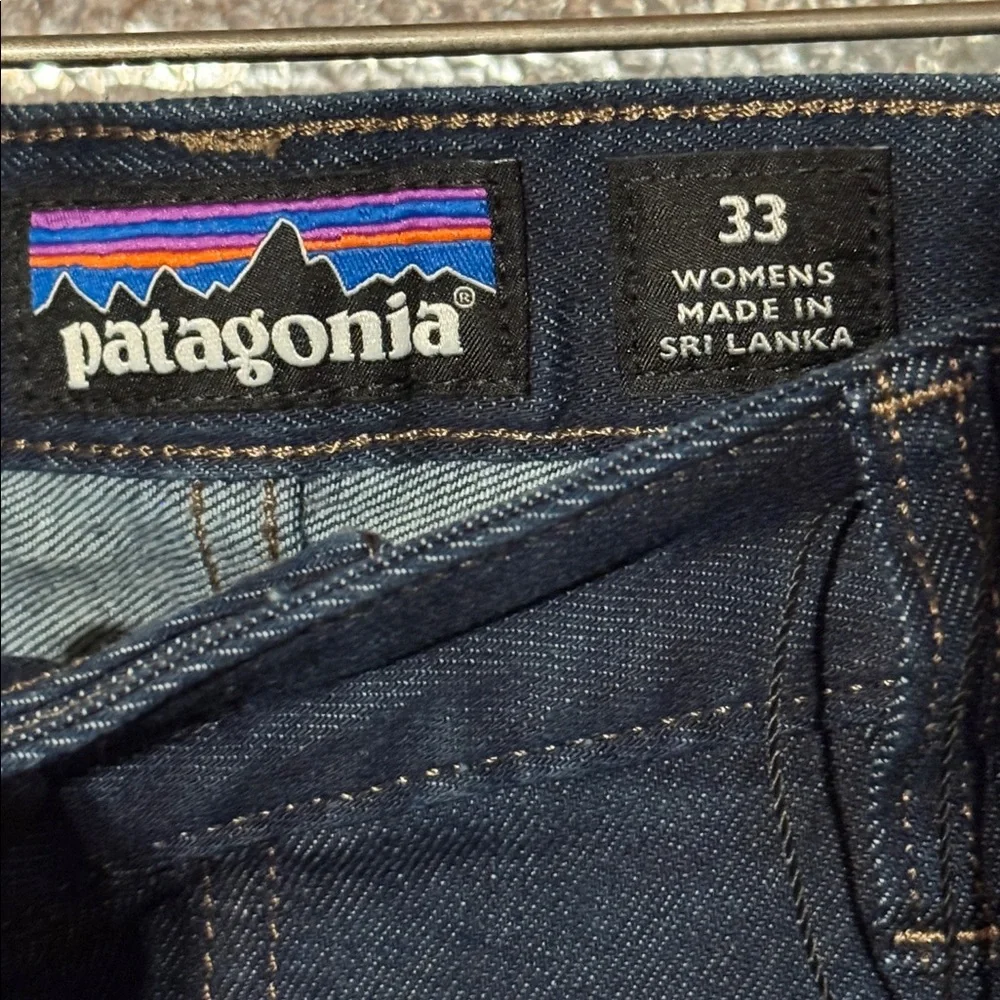 patagonia®
33
WOMENS
MADE IN
SRI LANKA